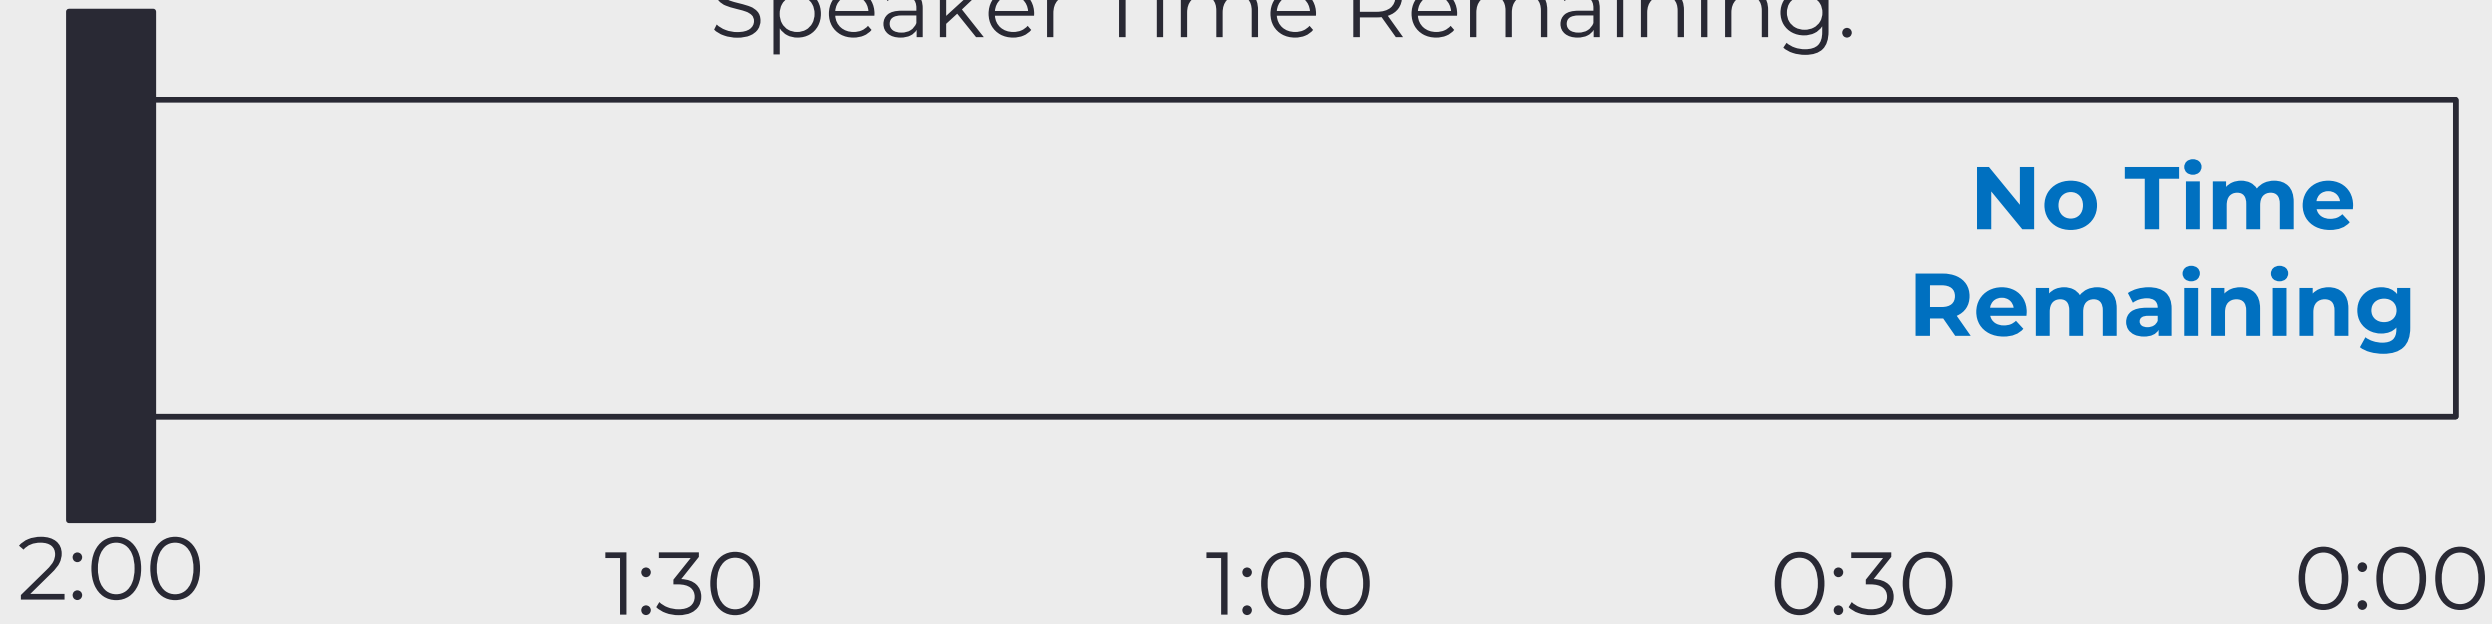 Speaker Time Remaining.
No Time
Remaining
2:00 1:30 1:00 0:30 0:00